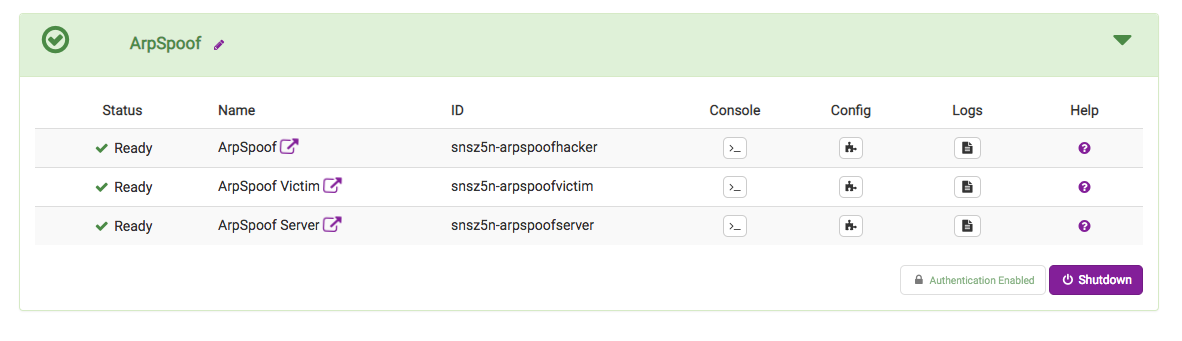 ArpSpoof
Status Name ID Console Config Logs Help
Ready ArpSpoof snsz5n-arpspoofhacker
Ready ArpSpoof Victim snsz5n-arpspoofvictim
Ready ArpSpoof Server snsz5n-arpspoofserver
Authentication Enabled Shutdown